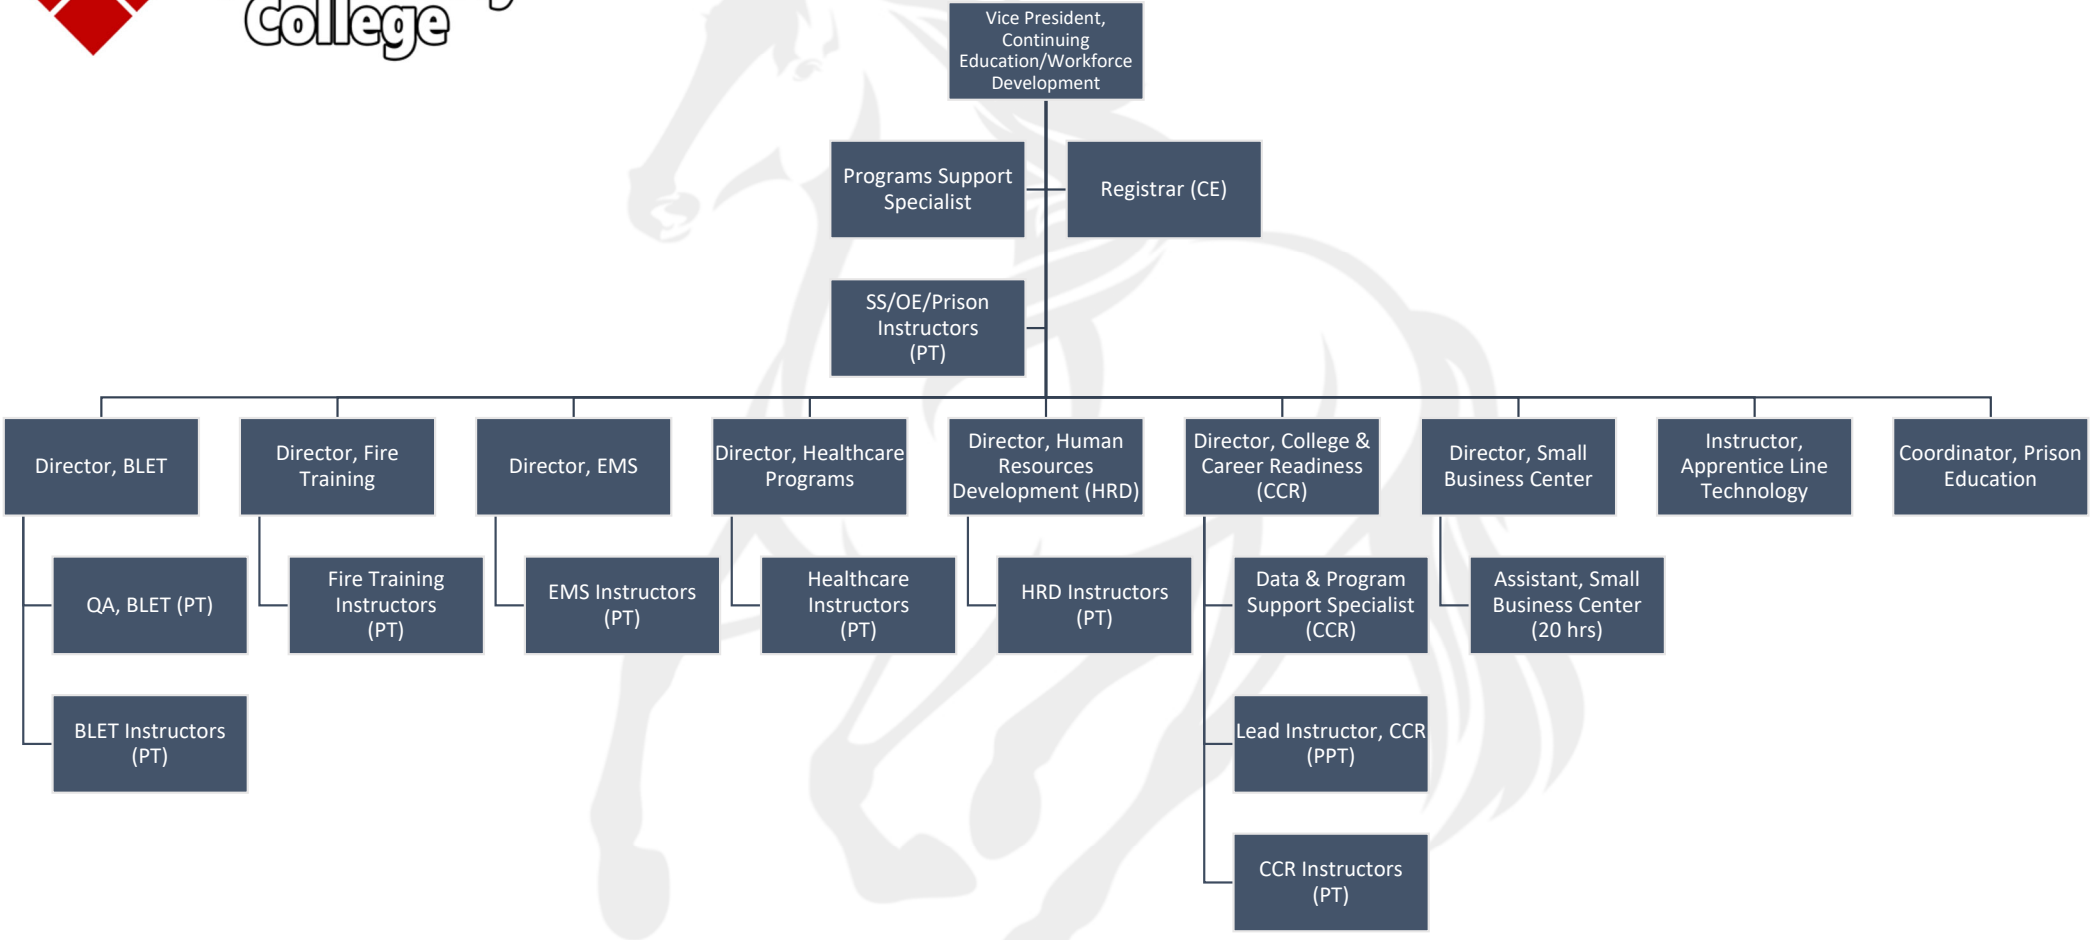 College
Vice President,
Continuing
Education/Workforce
Development
Programs Support
Specialist
Registrar (CE)
SS/OE/Prison
Instructors
(PT)
Director, BLET
Director, Fire
Training
Director, EMS
Director, Healthcare
Programs
Director, Human
Resources
Development (HRD)
Director, College &
Career Readiness
(CCR)
Director, Small
Business Center
Instructor,
Apprentice Line
Technology
Coordinator, Prison
Education
QA, BLET (PT)
Fire Training
Instructors
(PT)
EMS Instructors
(PT)
Healthcare
Instructors
(PT)
HRD Instructors
(PT)
Data & Program
Support Specialist
(CCR)
Assistant, Small
Business Center
(20 hrs)
BLET Instructors
(PT)
Lead Instructor, CCR
(PPT)
CCR Instructors
(PT)